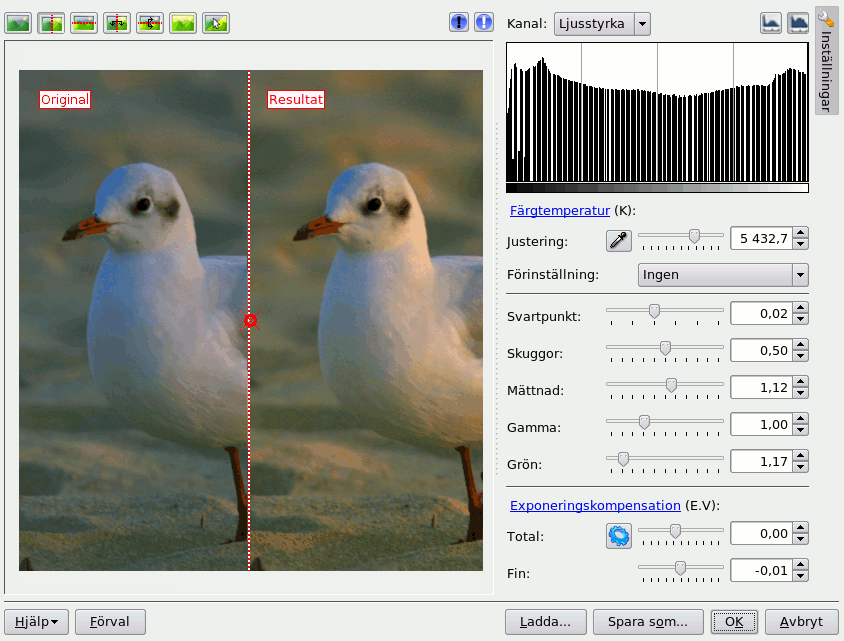 Kanal: Ljusstyrka
Inställningar
Original
Resultat
Färgtemperatur (K):
Justering: 5 432,7
Förinställning: Ingen
Svartpunkt: 0,02
Skuggor: 0,50
Mättnad: 1,12
Gamma: 1,00
Grön: 1,17
Exponeringskompensation (E.V):
Total: 0,00
Fin: -0,01
Hjälp Förval Ladda... Spara som... OK Avbryt